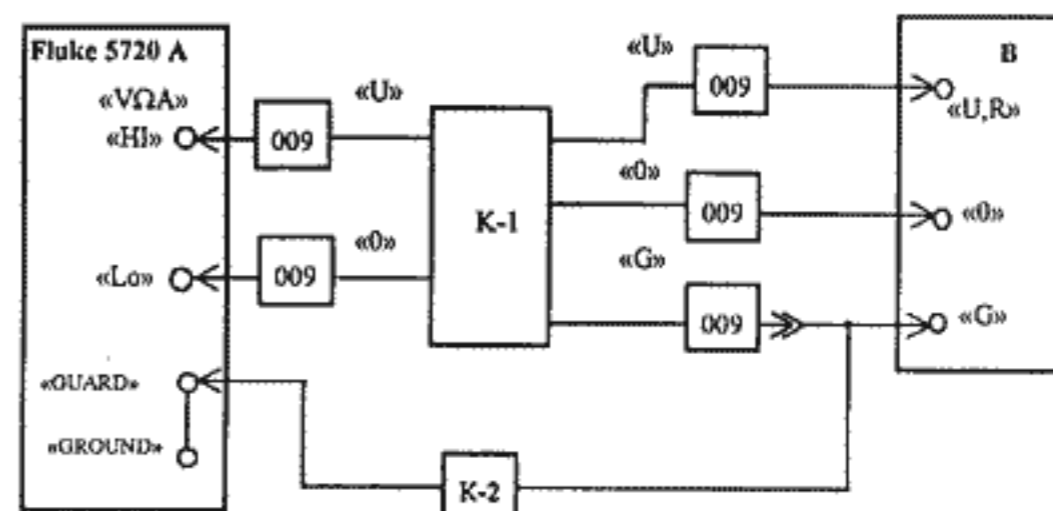 Fluke 5720 A
«VΩA»
«HI»
009
«U»
«Lo»
009
«0»
«GUARD»
«GROUND»
K-1
K-2
«U»
009
«0»
009
«G»
009
B
«U,R»
«0»
«G»